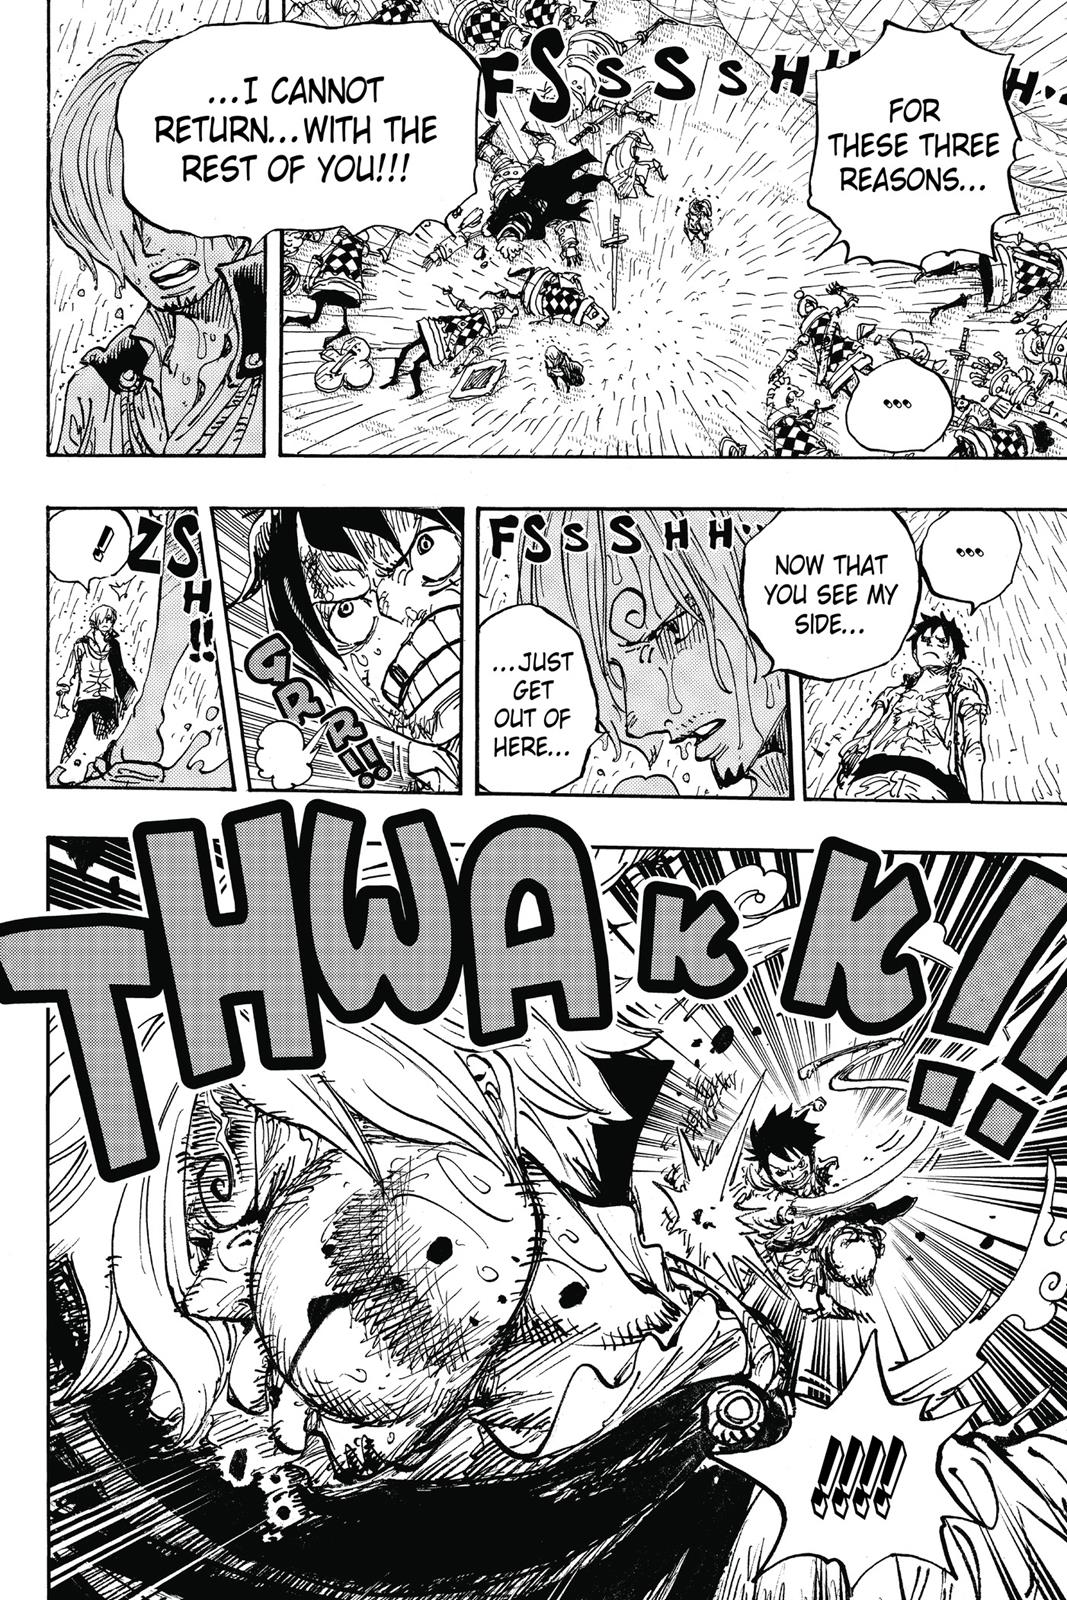 FOR
THESE THREE
REASONS...
FSSSSHH H..
...
...I CANNOT
RETURN...WITH THE
REST OF YOU!!!
...
NOW THAT
YOU SEE MY
SIDE...
FSSSHH..
...JUST
GET
OUT OF
HERE...
GRRR!!
ZSH!!
!
THWAKK!!
!!!!